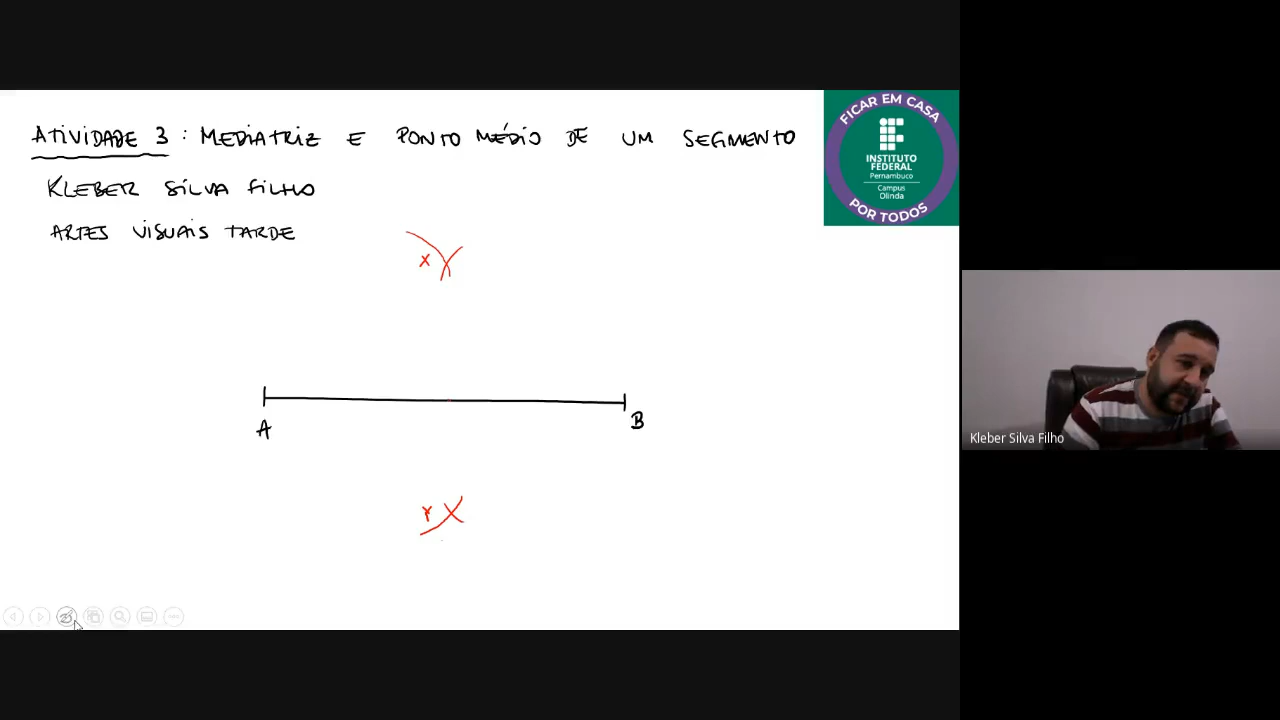 ATIVIDADE 3 : MEDIATRIZ E PONTO MÉDIO DE UM SEGMENTO
KLEBER SILVA FILHO
ARTES VISUAIS TARDE
FICAR EM CASA
INSTITUTO
FEDERAL
Pernambuco
Campus
Olinda
POR TODOS
X
A
B
Y
Kleber Silva Filho